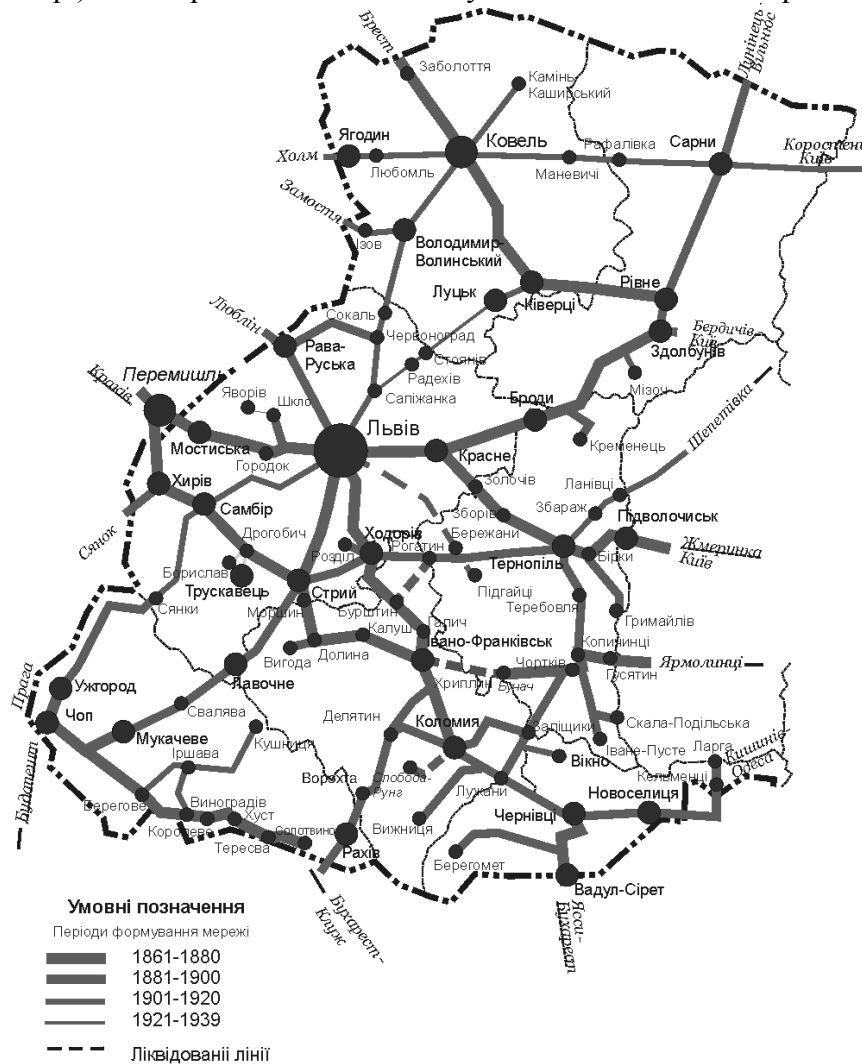 Брест
Заболоття
Камінь
Каширський
Лунінець
Вільнюс
Ягодин
Ковель
Рафалівка
Сарни
Коростень
Київ
Холм
Любомль
Маневичі
Замостя
Ізов
Володимир-
Волинський
Луцьк
Ківерці
Рівне
Люблін
Сокаль
Червоноград
Стоянів
Радехів
Сапіжанка
Бердичів
Київ
Здолбунів
Мізоч
Рава-
Руська
Краків
Перемишль
Яворів
Шкло
Мостиська
Городок
Львів
Броди
Красне
Кременець
Шепетівка
Хирів
Самбір
Золочів
Зборів
Ланівці
Збараж
Підволочиськ
Сянок
Дрогобич
Розділ
Ходорів
Рогатин
Бережани
Тернопіль
Бірки
Жмеринка
Київ
Борислав
Трускавець
Стрий
Підгайці
Теребовля
Гримайлів
Сянки
Моршин
Бурштин
Галич
Калуш
Івано-Франківськ
Копичинці
Вигода
Долина
Хриплин
Чортків
Гусятин
Ярмолинці
Бучач
Прага
Ужгород
Чоп
Лавочне
Свалява
Мукачеве
Делятин
Коломия
Заліщики
Скала-Подільська
Іване-Пусте
Ларга
Кишинів-
Одеса
Будапешт
Іршава
Кушниця
Ворохта
Слобода-
Рунг
Вікно
Кельменці
Берегове
Виноградів
Королеве
Хуст
Солотвино
Тересва
Рахів
Лужани
Вижниця
Чернівці
Новоселиця
Берегомет
Вадул-Сірет
Бухарест-
Клуж
Ясси-
Бухарест
Умовні позначення
Періоди формування мережі
1861-1880
1881-1900
1901-1920
1921-1939
Ліквідованії лінії